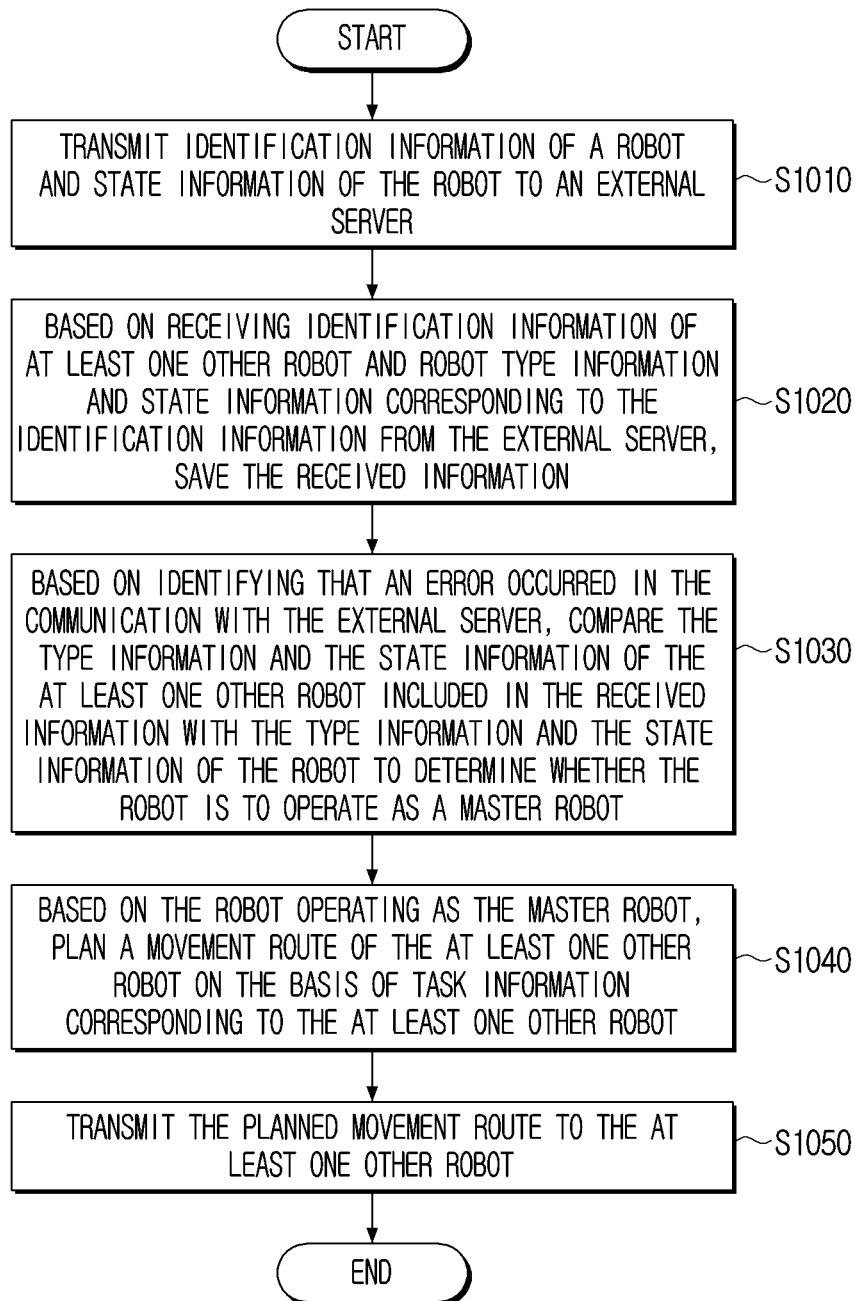 START
TRANSMIT IDENTIFICATION INFORMATION OF A ROBOT
AND STATE INFORMATION OF THE ROBOT TO AN EXTERNAL
SERVER
S1010
BASED ON RECEIVING IDENTIFICATION INFORMATION OF
AT LEAST ONE OTHER ROBOT AND ROBOT TYPE INFORMATION
AND STATE INFORMATION CORRESPONDING TO THE
IDENTIFICATION INFORMATION FROM THE EXTERNAL SERVER,
SAVE THE RECEIVED INFORMATION
S1020
BASED ON IDENTIFYING THAT AN ERROR OCCURRED IN THE
COMMUNICATION WITH THE EXTERNAL SERVER, COMPARE THE
TYPE INFORMATION AND THE STATE INFORMATION OF THE
AT LEAST ONE OTHER ROBOT INCLUDED IN THE RECEIVED
INFORMATION WITH THE TYPE INFORMATION AND THE STATE
INFORMATION OF THE ROBOT TO DETERMINE WHETHER THE
ROBOT IS TO OPERATE AS A MASTER ROBOT
S1030
BASED ON THE ROBOT OPERATING AS THE MASTER ROBOT,
PLAN A MOVEMENT ROUTE OF THE AT LEAST ONE OTHER
ROBOT ON THE BASIS OF TASK INFORMATION
CORRESPONDING TO THE AT LEAST ONE OTHER ROBOT
S1040
TRANSMIT THE PLANNED MOVEMENT ROUTE TO THE AT
LEAST ONE OTHER ROBOT
S1050
END